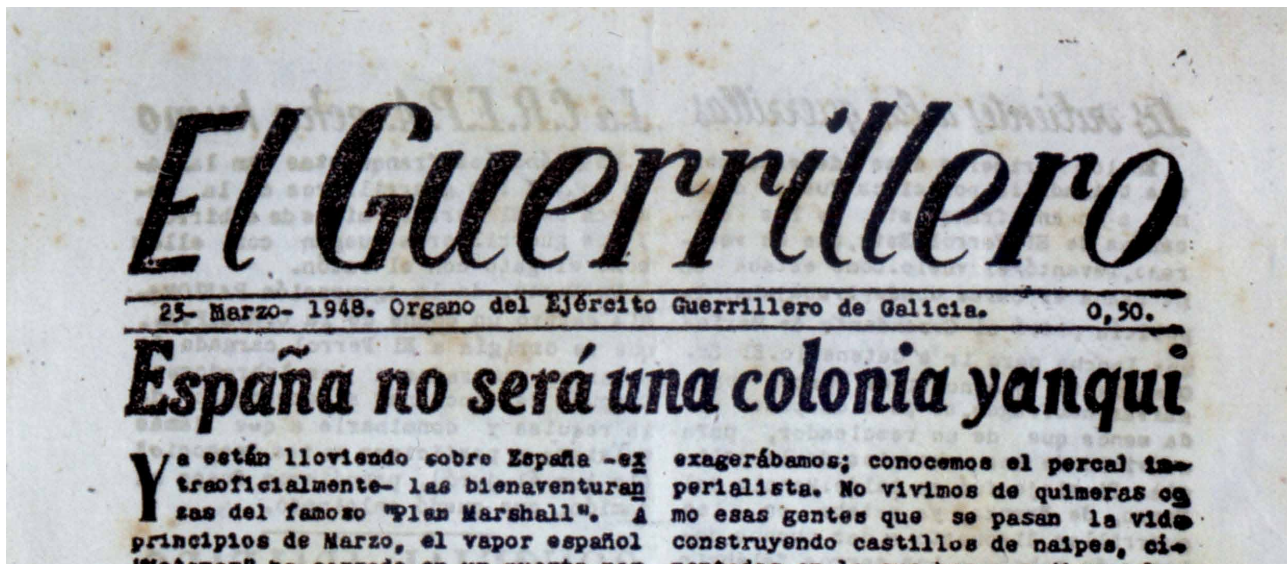 El Guerrillero
25- Marzo- 1948. Organo del Ejército Guerrillero de Galicia. 0,50.
España no será una colonia yanqui
Ya están lloviendo sobre España -ex
traoficialmente- las bienaventuran
zas del famoso "Plan Marshall". A
principios de Marzo, el vapor español
exagerábamos; conocemos el percal im-
perialista. No vivimos de quimeras co
mo esas gentes que se pasan la vida
construyendo castillos de naipes, ci-